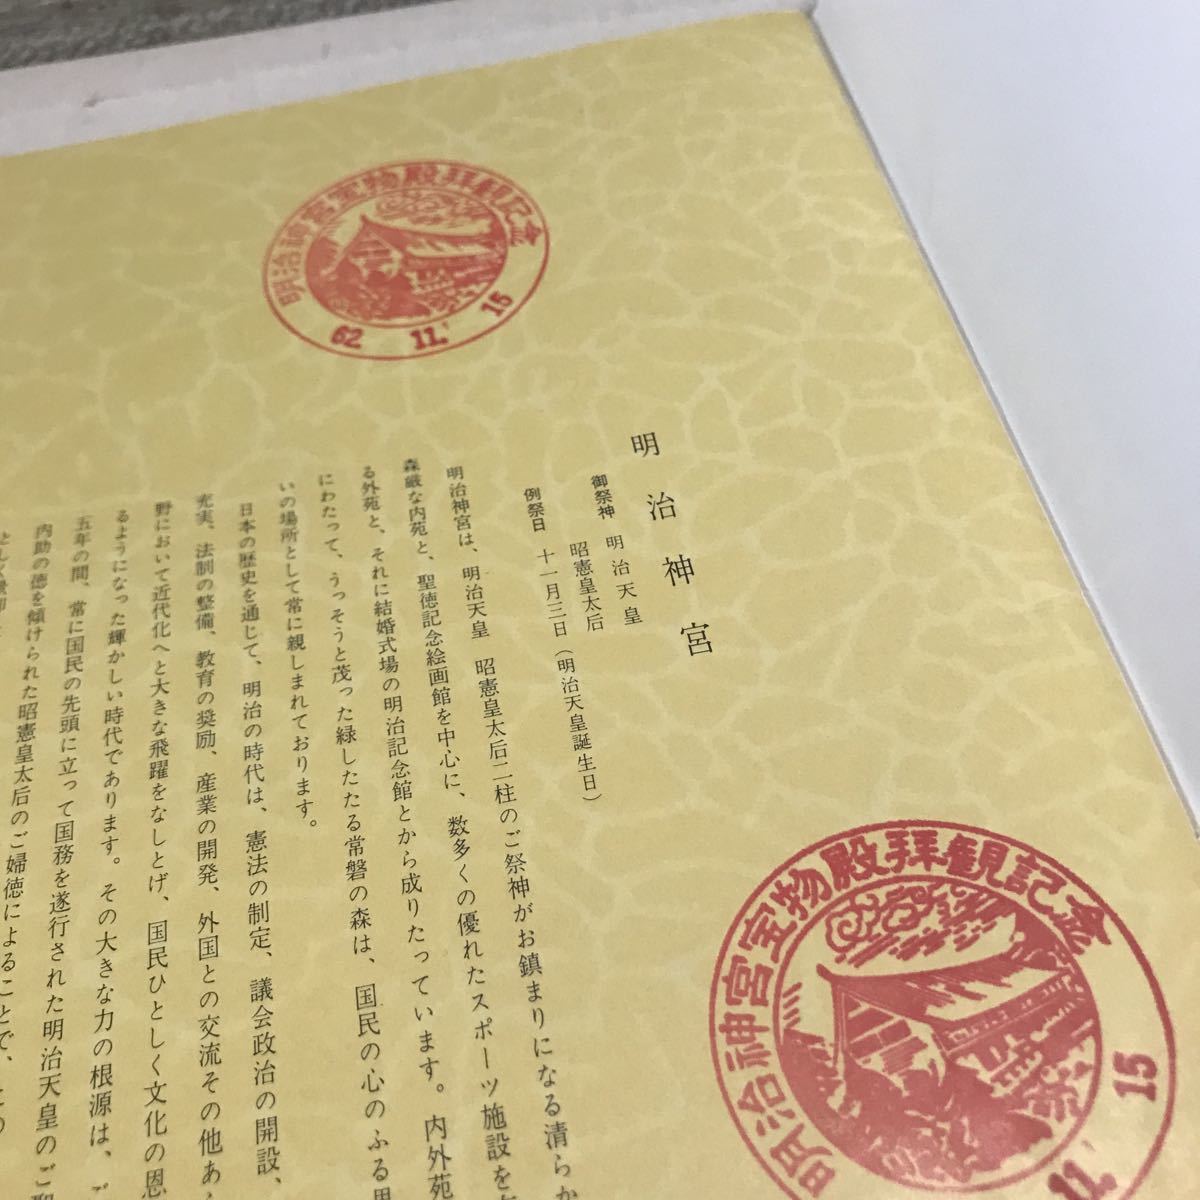 明治神宮宝物殿拝観記念
62 11. 15
明治神宮
御祭神 明治天皇
昭憲皇太后
例祭日 十一月三日(明治天皇誕生日)
明治神宮は、明治天皇 昭憲皇太后二柱のご祭神がお鎮まりになる清らか
森厳な内苑と、聖徳記念絵画館を中心に、数多くの優れたスポーツ施設を
る外苑と、それに結婚式場の明治記念館とから成りたっています。内外苑
にわたって、うっそうと茂った緑したたる常磐の森は、国民の心のふる里
いの場所として常に親しまれております。
日本の歴史を通じて、明治の時代は、憲法の制定、議会政治の開設、
充実、法制の整備、教育の奨励、産業の開発、外国との交流その他あ
野において近代化へと大きな飛躍をなしとげ、国民ひとしく文化の恩
るようになった輝かしい時代であります。その大きな力の根源は、ご
五年の間、常に国民の先頭に立って国務を遂行された明治天皇のご聖
内助の徳を傾けられた昭憲皇太后のご婦徳によることで、
明治神宮宝物殿拝観記念
11. 15